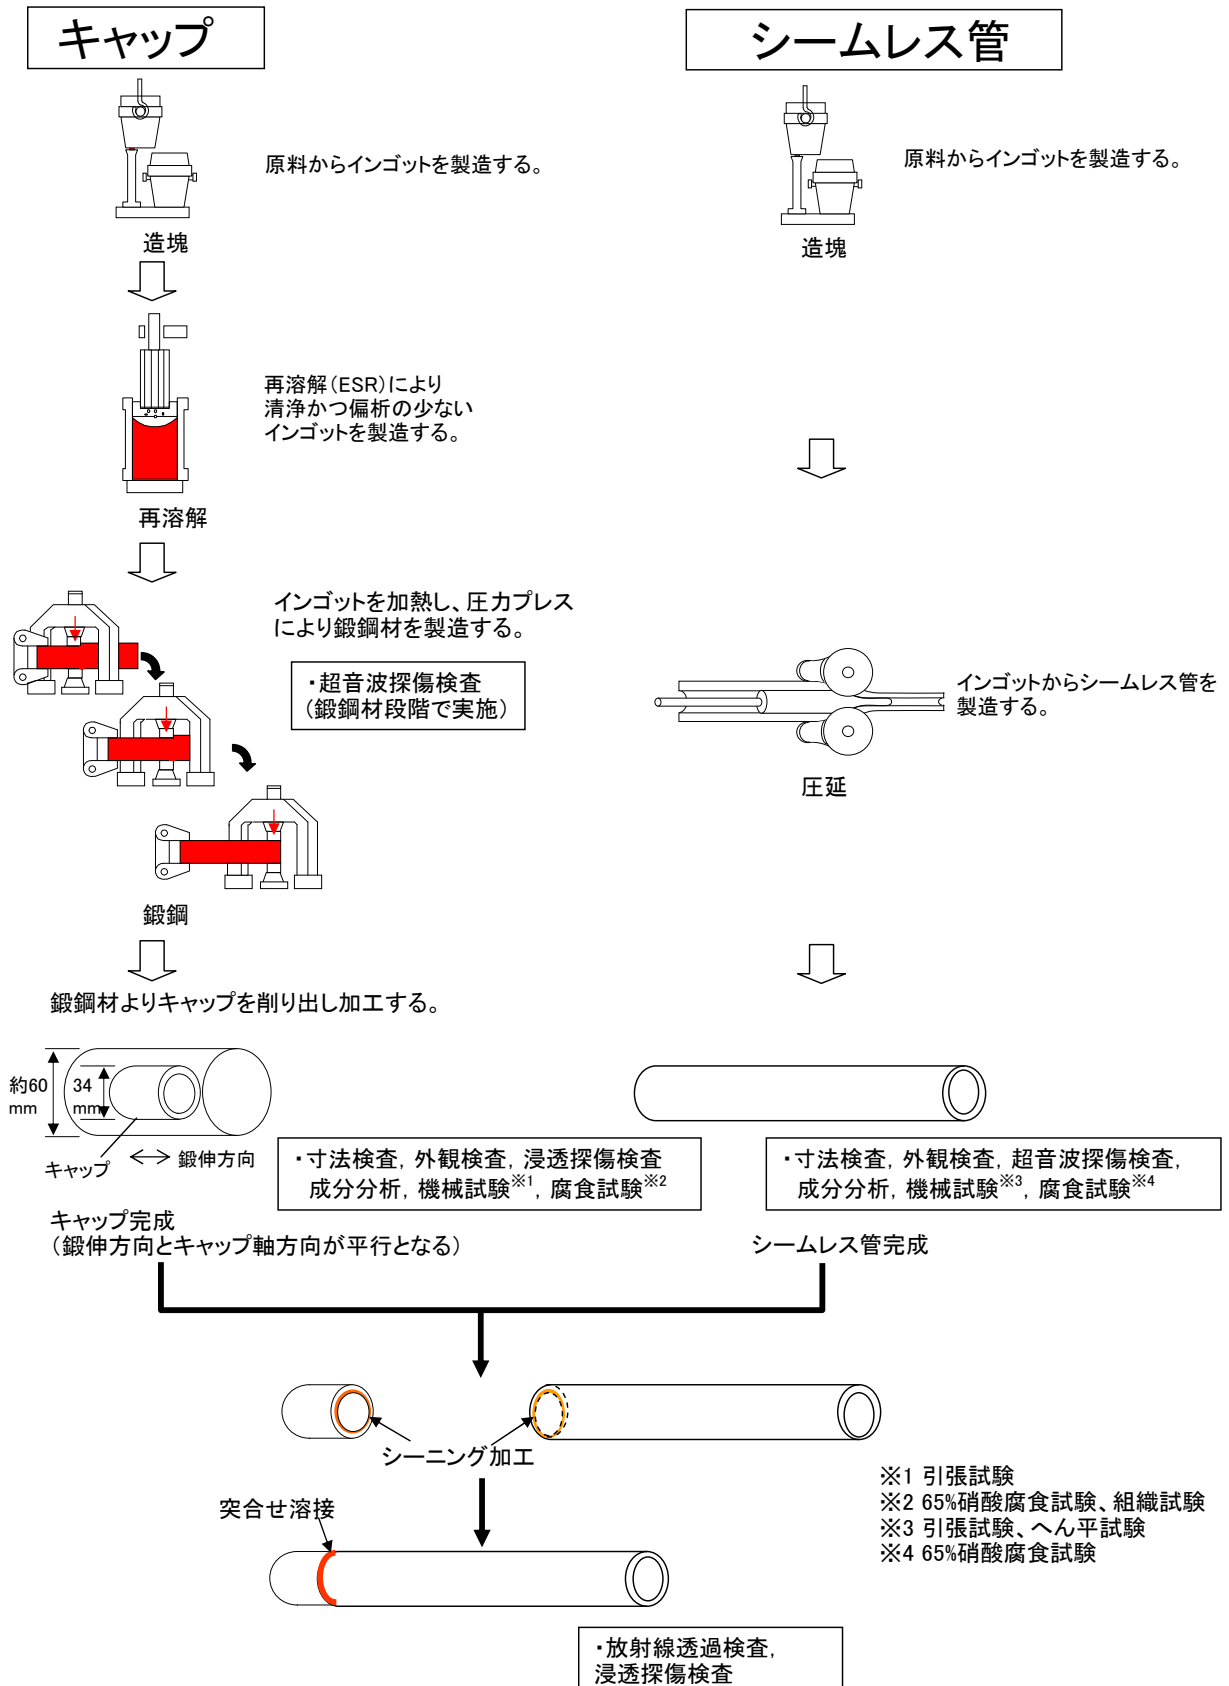 キャップ
原料からインゴットを製造する。
造塊
再溶解(ESR)により
清浄かつ偏析の少ない
インゴットを製造する。
再溶解
インゴットを加熱し、圧力プレス
により鍛鋼材を製造する。
・超音波探傷検査
(鍛鋼材段階で実施)
鍛鋼
鍛鋼材よりキャップを削り出し加工する。
約60
mm
34
mm
キャップ
鍛伸方向
・寸法検査, 外観検査, 浸透探傷検査
成分分析, 機械試験※1, 腐食試験※2
キャップ完成
(鍛伸方向とキャップ軸方向が平行となる)
シームレス管
原料からインゴットを製造する。
造塊
インゴットからシームレス管を
製造する。
圧延
・寸法検査, 外観検査, 超音波探傷検査,
成分分析, 機械試験※3, 腐食試験※4
シームレス管完成
シーニング加工
突合せ溶接
※1 引張試験
※2 65%硝酸腐食試験、組織試験
※3 引張試験、へん平試験
※4 65%硝酸腐食試験
・放射線透過検査,
浸透探傷検査